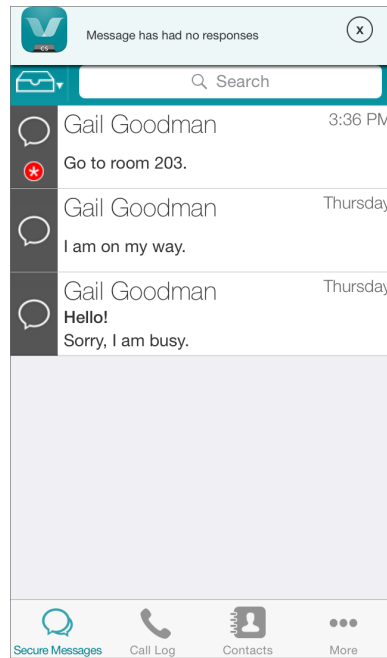 CS
Message has had no responses
x
Search
Gail Goodman
3:36 PM
Go to room 203.
Gail Goodman
Thursday
I am on my way.
Gail Goodman
Thursday
Hello!
Sorry, I am busy.
Secure Messages
Call Log
Contacts
More